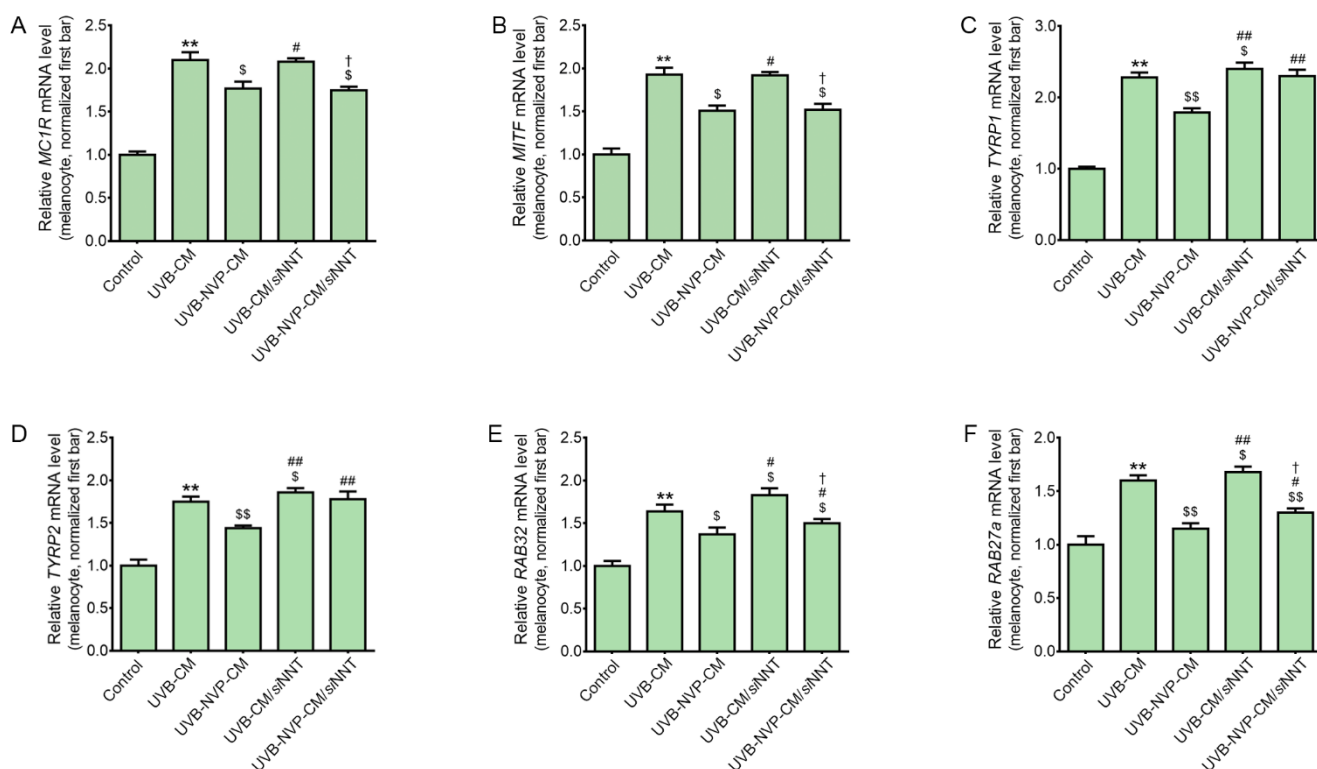 A
Relative MC1R mRNA level
(melanocyte, normalized first bar)
2.5
2.0
1.5
1.0
0.5
0.0
**
$
#
†
$
Control
UVB-CM
UVB-NVP-CM
UVB-CM/siNNT
UVB-NVP-CM/siNNT
B
Relative MITF mRNA level
(melanocyte, normalized first bar)
2.5
2.0
1.5
1.0
0.5
0.0
**
$
#
†
$
Control
UVB-CM
UVB-NVP-CM
UVB-CM/siNNT
UVB-NVP-CM/siNNT
C
Relative TYRP1 mRNA level
(melanocyte, normalized first bar)
3.0
2.0
1.0
0.0
**
$$
##
$
##
Control
UVB-CM
UVB-NVP-CM
UVB-CM/siNNT
UVB-NVP-CM/siNNT
D
Relative TYRP2 mRNA level
(melanocyte, normalized first bar)
2.5
2.0
1.5
1.0
0.5
0.0
**
$$
##
$
##
Control
UVB-CM
UVB-NVP-CM
UVB-CM/siNNT
UVB-NVP-CM/siNNT
E
Relative RAB32 mRNA level
(melanocyte, normalized first bar)
2.5
2.0
1.5
1.0
0.5
0.0
**
$
#
$
†
#
$
Control
UVB-CM
UVB-NVP-CM
UVB-CM/siNNT
UVB-NVP-CM/siNNT
F
Relative RAB27a mRNA level
(melanocyte, normalized first bar)
2.0
1.5
1.0
0.5
0.0
**
$$
##
$
†
#
$$
Control
UVB-CM
UVB-NVP-CM
UVB-CM/siNNT
UVB-NVP-CM/siNNT